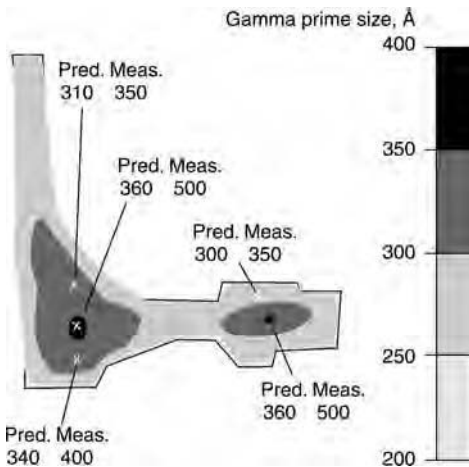 Gamma prime size, Å
400
350
300
250
200
Pred. Meas.
310 350
Pred. Meas.
360 500
Pred. Meas.
300 350
Pred. Meas.
360 500
Pred. Meas.
340 400